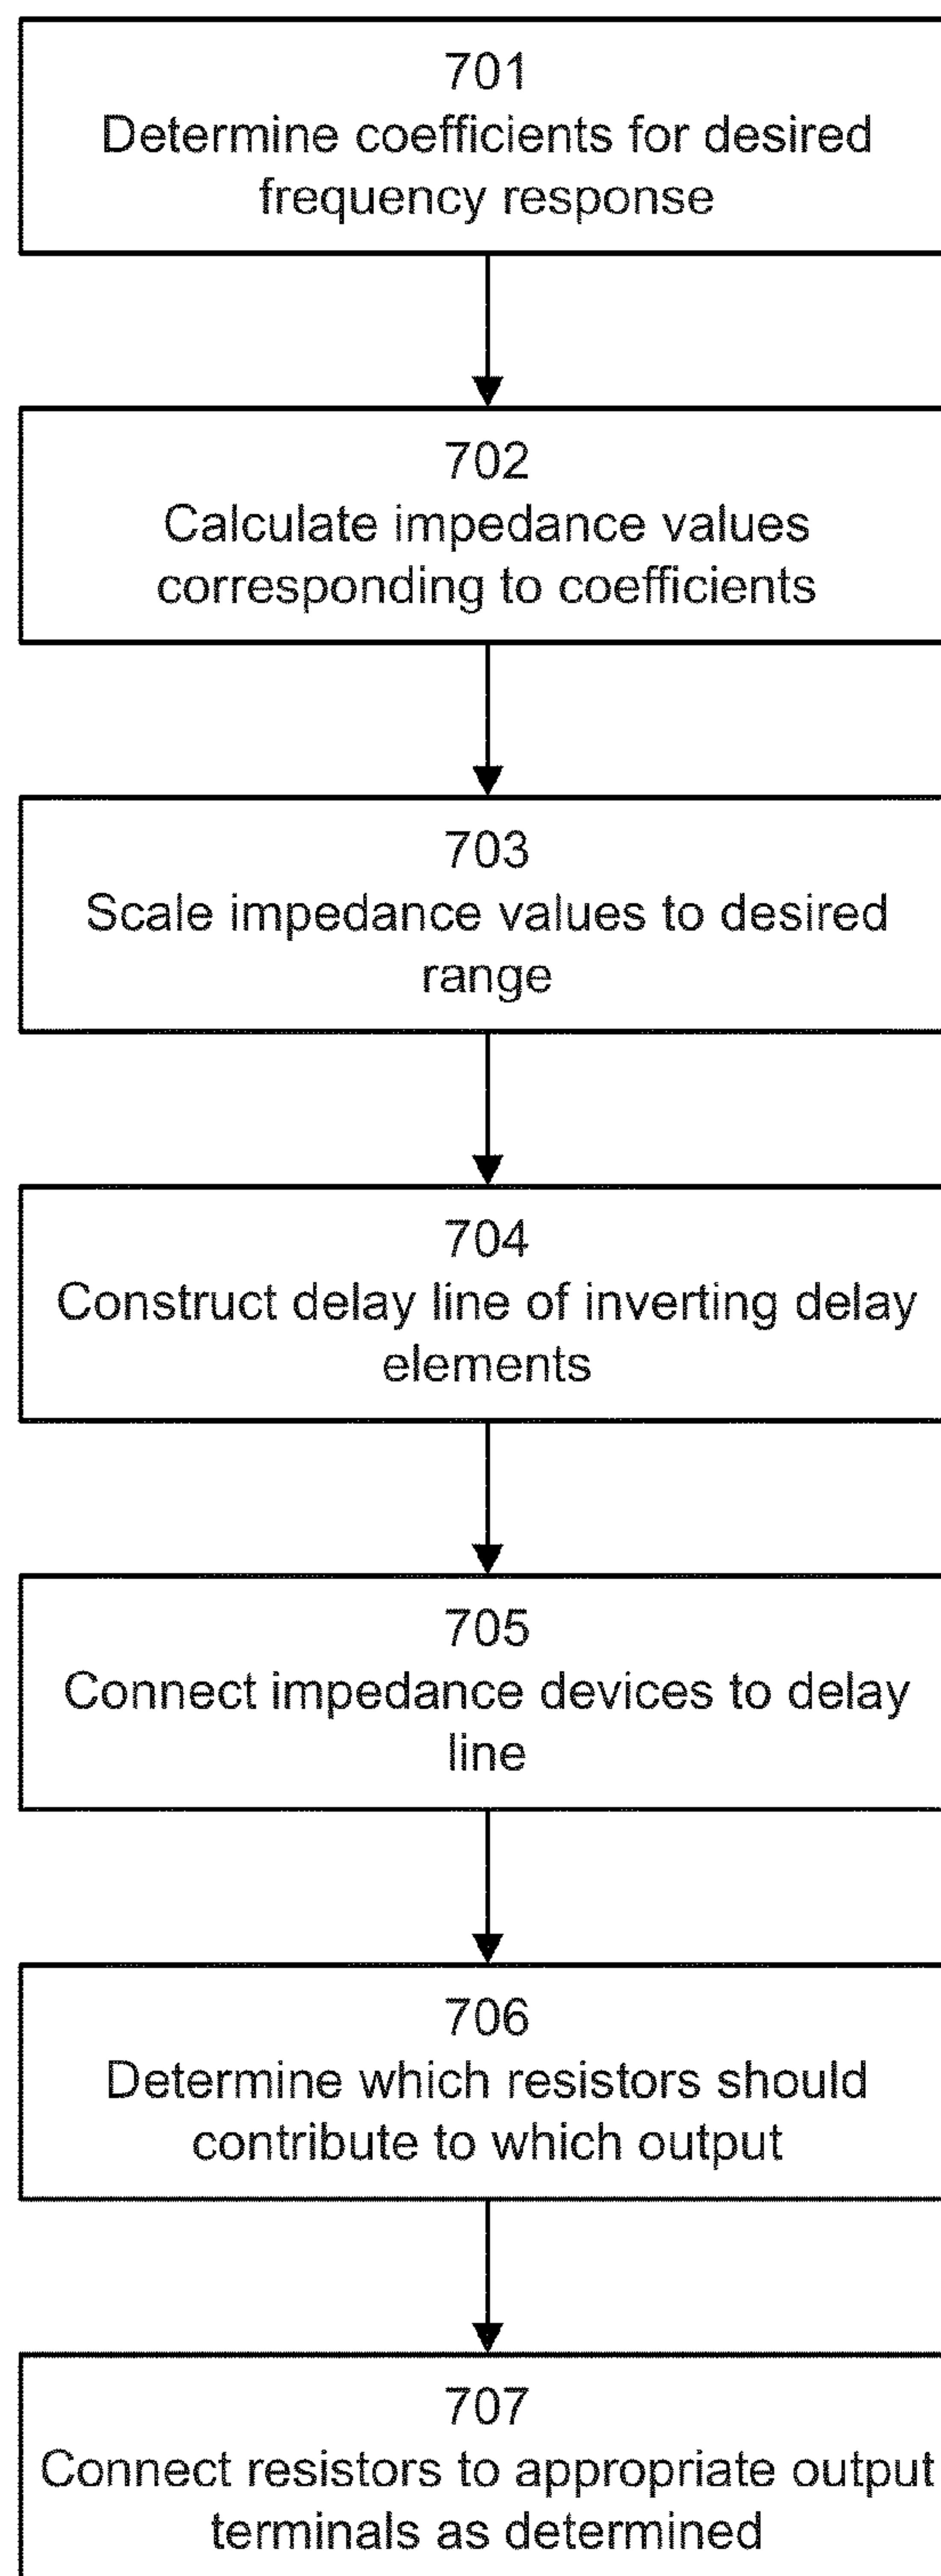 701
Determine coefficients for desired
frequency response
702
Calculate impedance values
corresponding to coefficients
703
Scale impedance values to desired
range
704
Construct delay line of inverting delay
elements
705
Connect impedance devices to delay
line
706
Determine which resistors should
contribute to which output
707
Connect resistors to appropriate output
terminals as determined